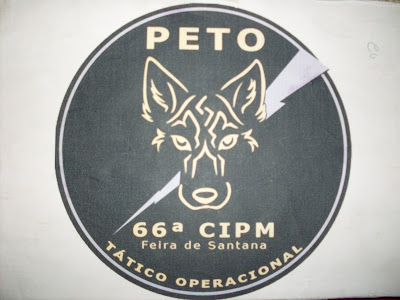 PETO
66ª CIPM
Feira de Santana
TÁTICO OPERACIONAL